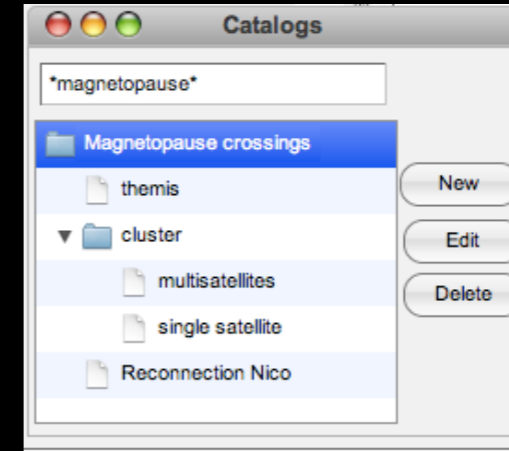 Catalogs
*magnetopause*
Magnetopause crossings
themis
cluster
multisatellites
single satellite
Reconnection Nico
New
Edit
Delete